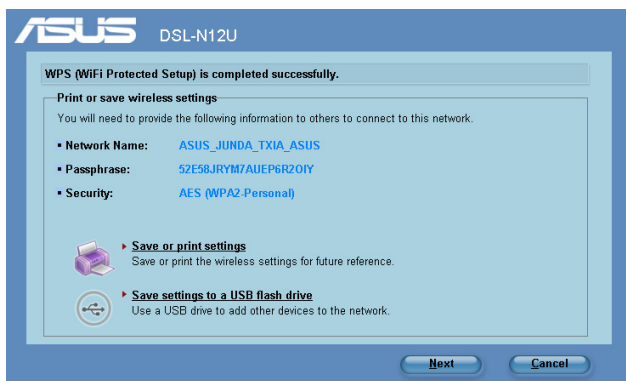 ASUS DSL-N12U
WPS (WiFi Protected Setup) is completed successfully.
Print or save wireless settings
You will need to provide the following information to others to connect to this network.
▪ Network Name: ASUS_JUNDA_TXIA_ASUS
▪ Passphrase: 52E58JRYM7AUEP6R2OIY
▪ Security: AES (WPA2-Personal)
Save or print settings
Save or print the wireless settings for future reference.
Save settings to a USB flash drive
Use a USB drive to add other devices to the network.
Next Cancel